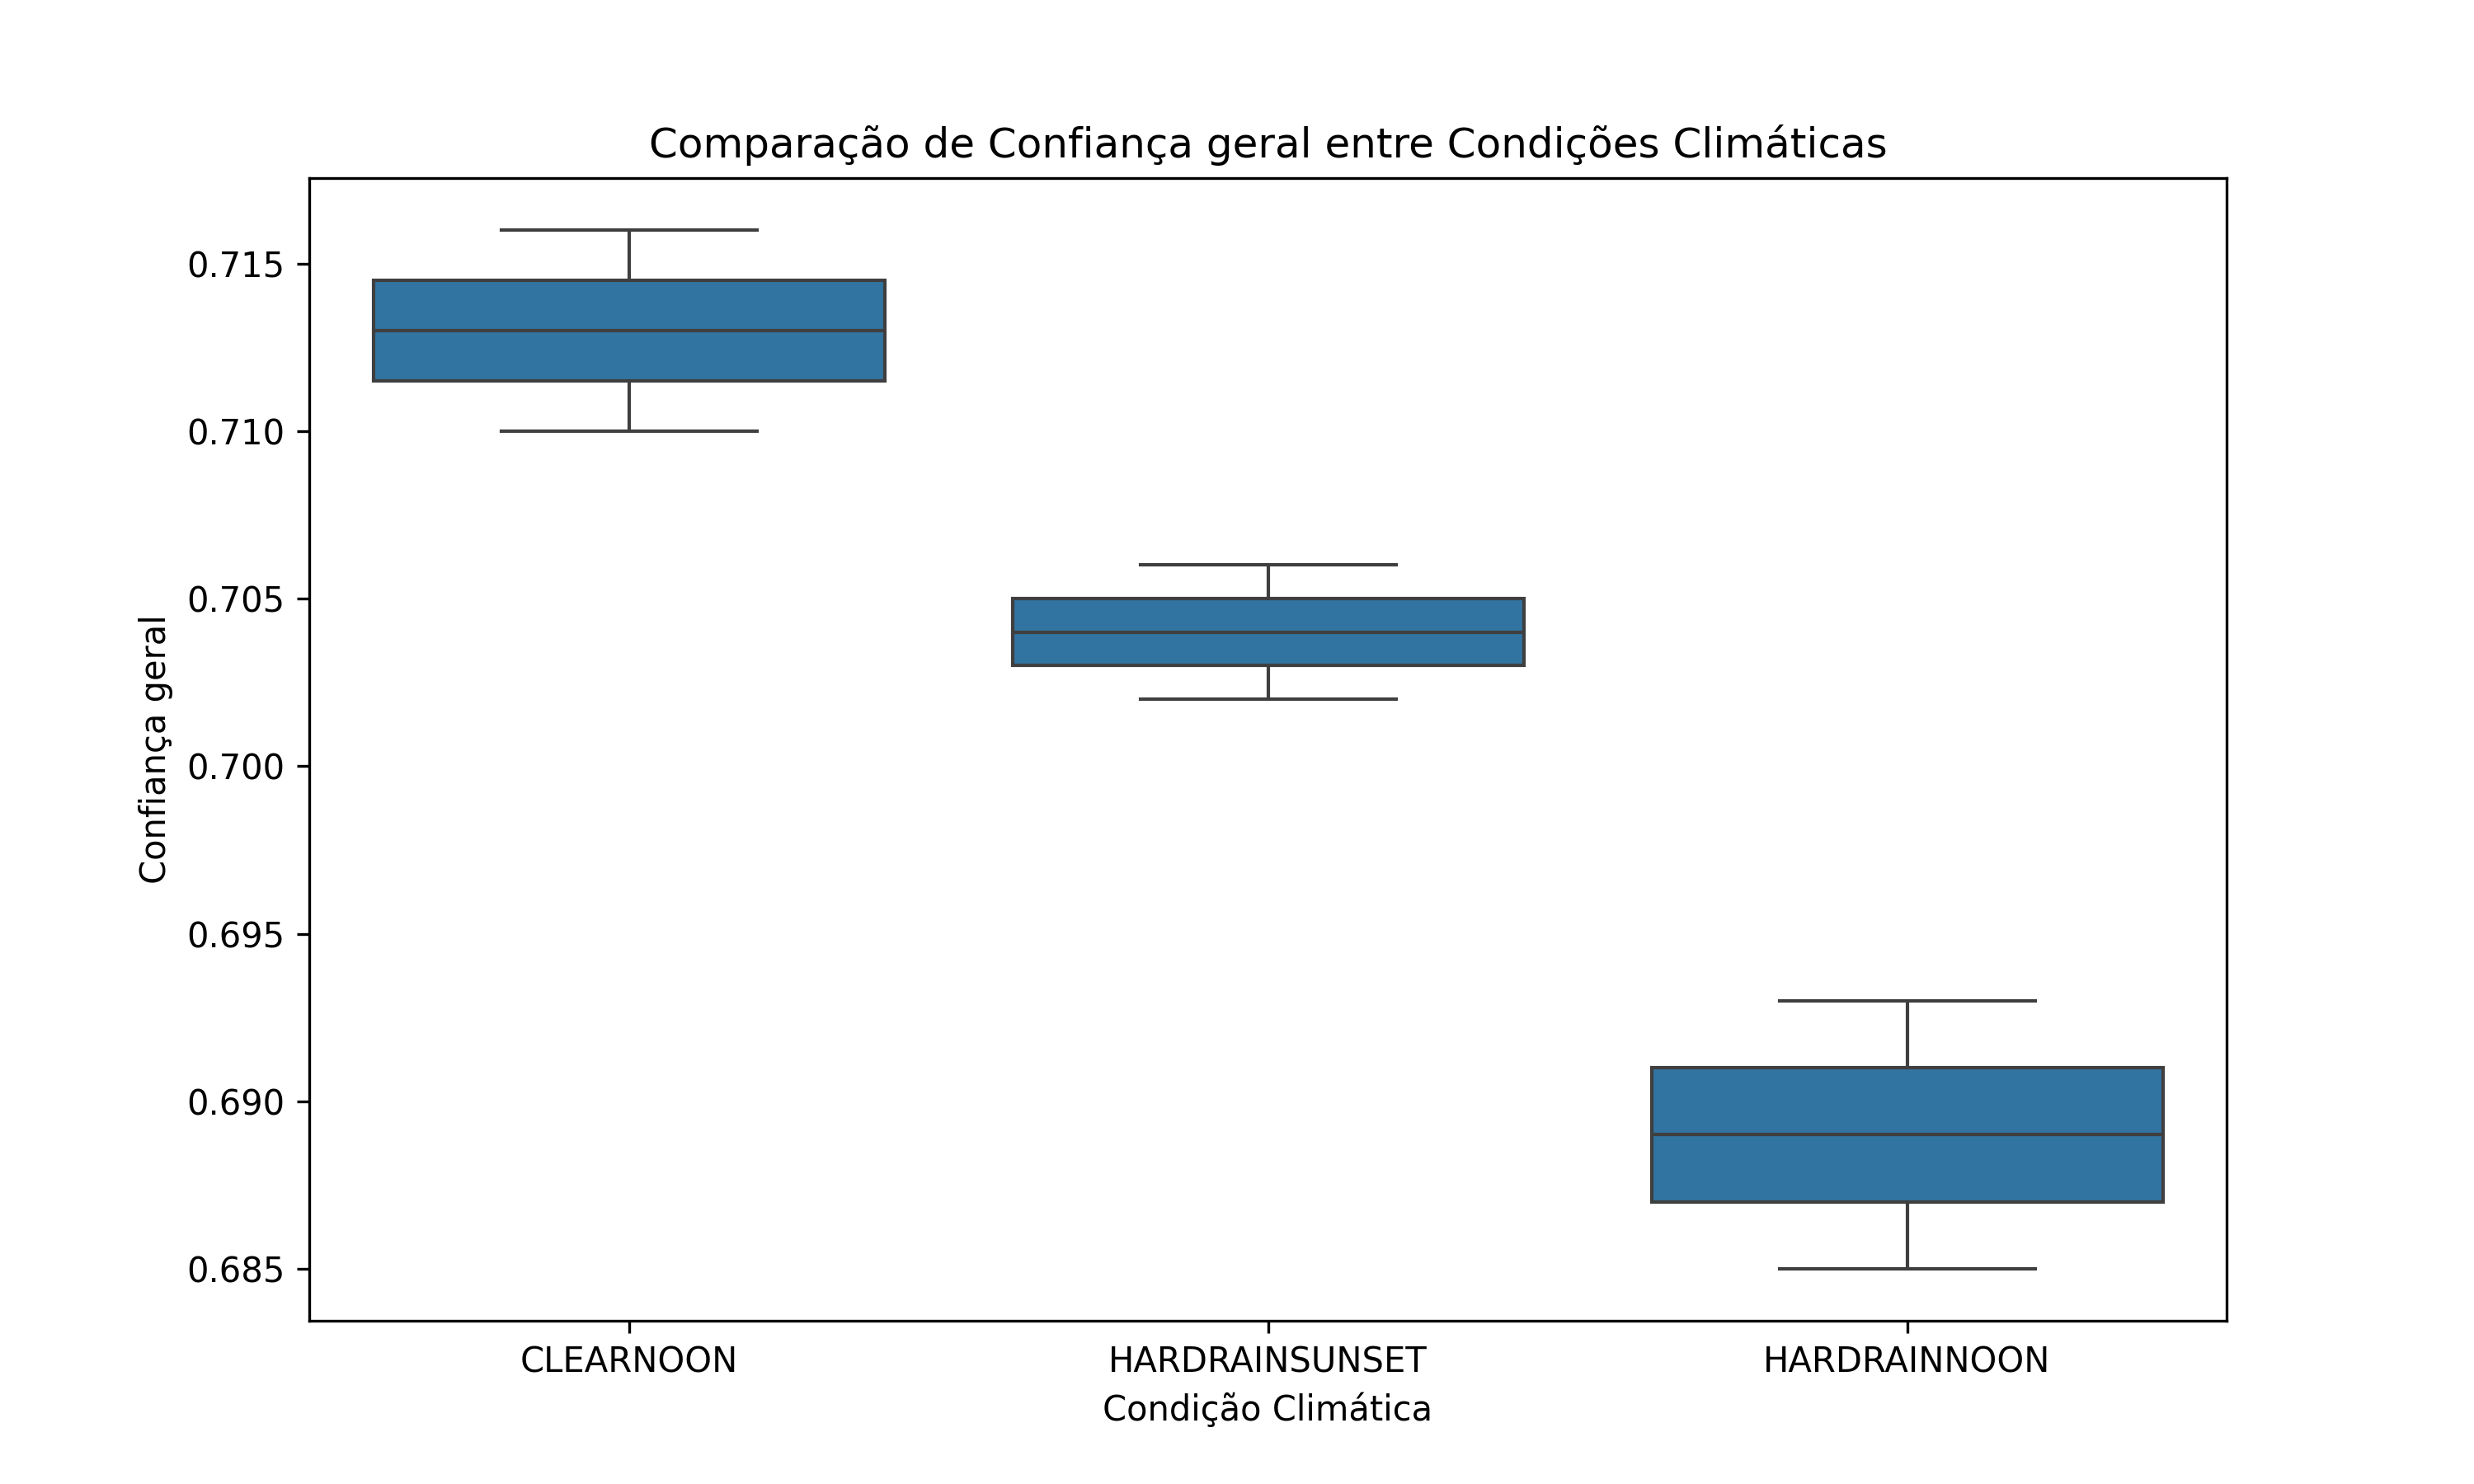 Comparação de Confiança geral entre Condições Climáticas
Confiança geral
0.715
0.710
0.705
0.700
0.695
0.690
0.685
CLEARNOON
HARDRAINSUNSET
HARDRAINNOON
Condição Climática